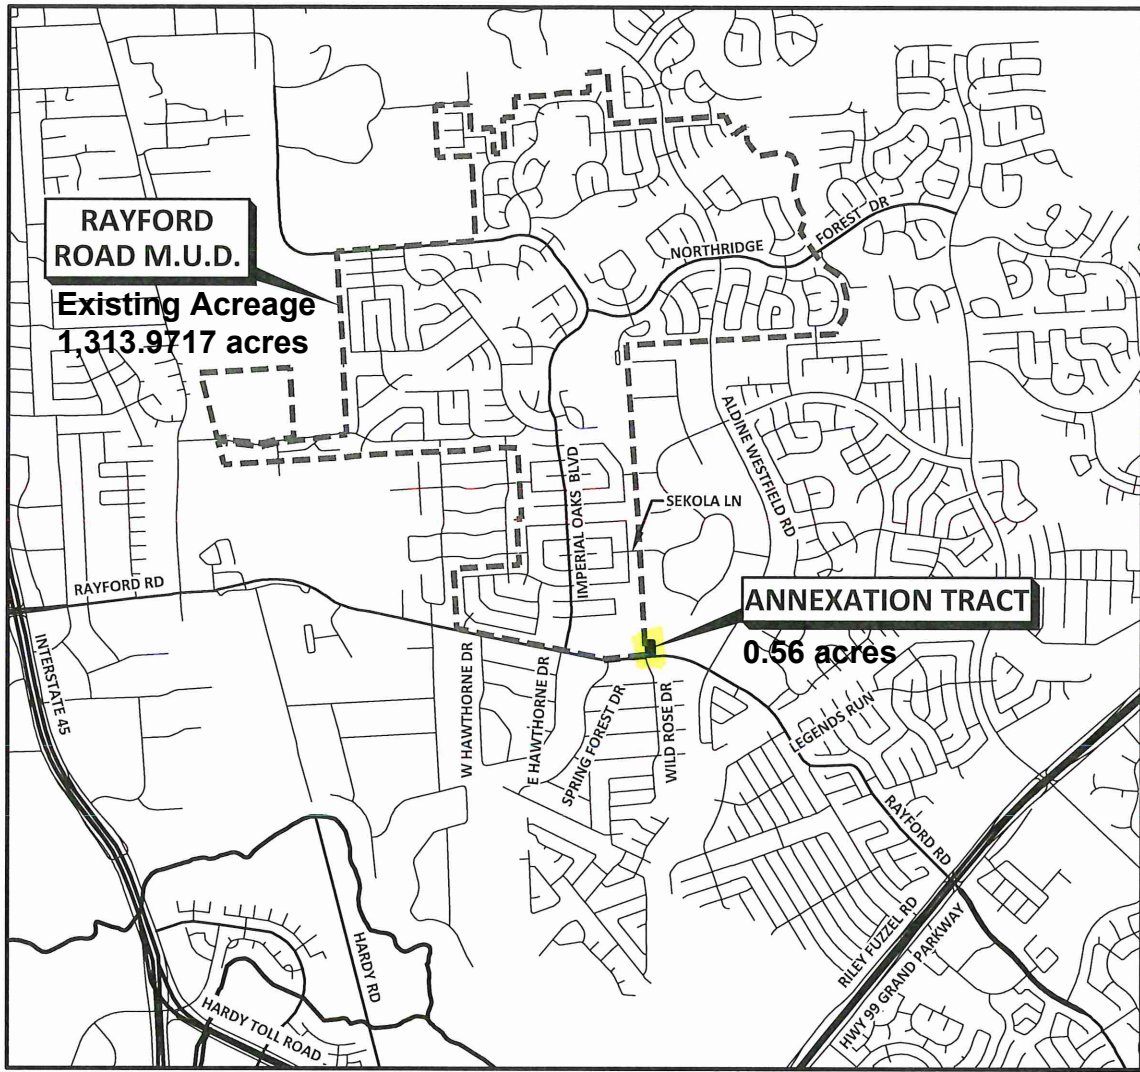 RAYFORD
ROAD M.U.D.
Existing Acreage
1,313.9717 acres
NORTHRIDGE
FOREST DR
ALDINE WESTFIELD RD
IMPERIAL OAKS BLVD
SEKOLA LN
RAYFORD RD
ANNEXATION TRACT
0.56 acres
INTERSTATE 45
W HAWTHORNE DR
E HAWTHORNE DR
SPRING FOREST DR
WILD ROSE DR
LEGENDS RUN
RAYFORD RD
RILEY FUZZEL RD
HWY 99 GRAND PARKWAY
HARDY RD
HARDY TOLL ROAD